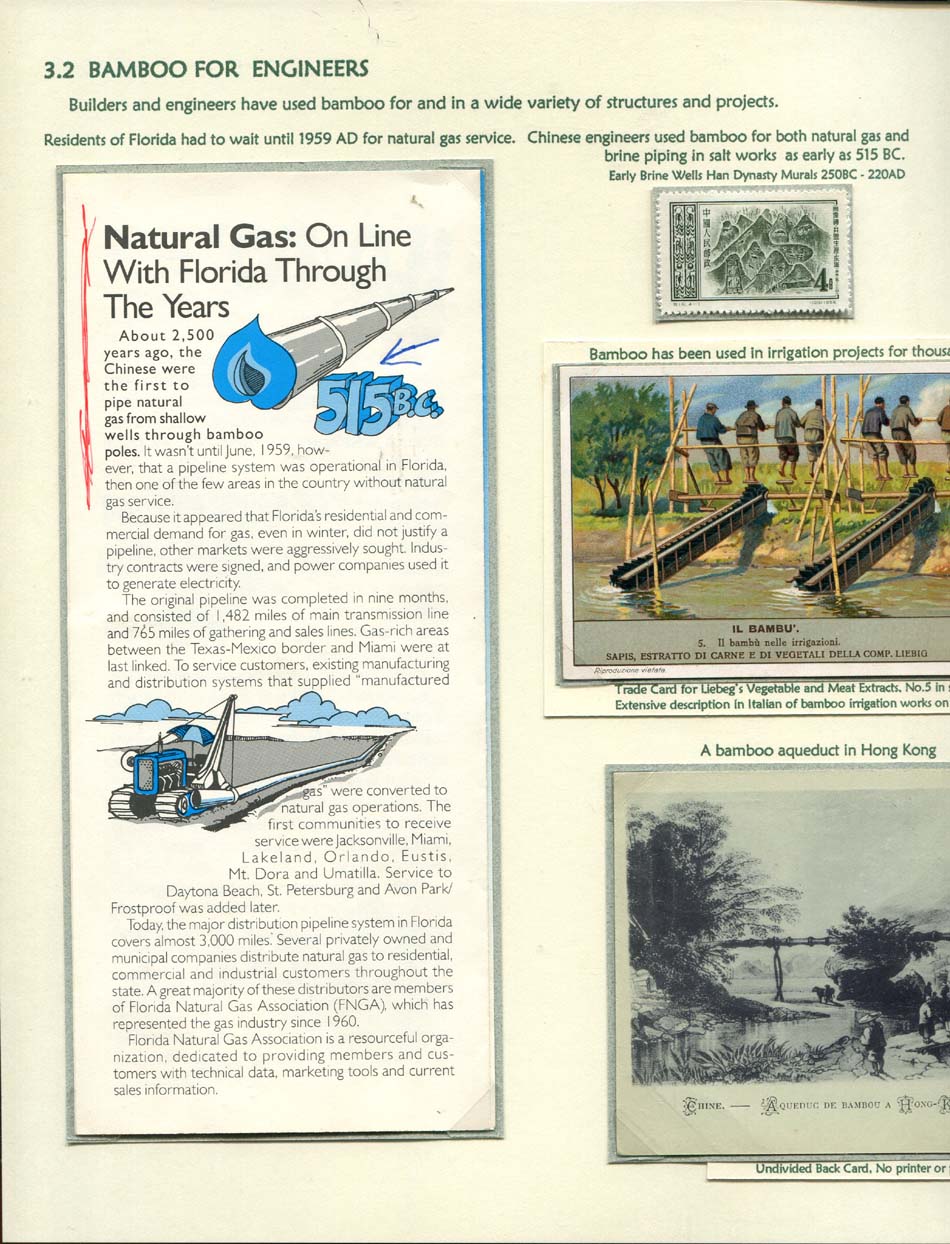 3.2 BAMBOO FOR ENGINEERS
Builders and engineers have used bamboo for and in a wide variety of structures and projects.
Residents of Florida had to wait until 1959 AD for natural gas service. Chinese engineers used bamboo for both natural gas and
brine piping in salt works as early as 515 BC.
Early Brine Wells Han Dynasty Murals 250BC - 220AD
Natural Gas: On Line
With Florida Through
The Years
About 2,500
years ago, the
Chinese were
the first to
pipe natural
gas from shallow
wells through bamboo
poles. It wasn't until June, 1959, how-
ever, that a pipeline system was operational in Florida,
then one of the few areas in the country without natural
gas service.
515 B.C.
Because it appeared that Florida's residential and com-
mercial demand for gas, even in winter, did not justify a
pipeline, other markets were aggressively sought. Indus-
try contracts were signed, and power companies used it
to generate electricity.
The original pipeline was completed in nine months,
and consisted of 1,482 miles of main transmission line
and 765 miles of gathering and sales lines. Gas-rich areas
between the Texas-Mexico border and Miami were at
last linked. To service customers, existing manufacturing
and distribution systems that supplied "manufactured
gas" were converted to
natural gas operations. The
first communities to receive
service were Jacksonville, Miami,
Lakeland, Orlando, Eustis,
Mt. Dora and Umatilla. Service to
Daytona Beach, St. Petersburg and Avon Park/
Frostproof was added later.
Today, the major distribution pipeline system in Florida
covers almost 3,000 miles. Several privately owned and
municipal companies distribute natural gas to residential,
commercial and industrial customers throughout the
state. A great majority of these distributors are members
of Florida Natural Gas Association (FNGA), which has
represented the gas industry since 1960.
Florida Natural Gas Association is a resourceful orga-
nization, dedicated to providing members and cus-
tomers with technical data, marketing tools and current
sales information.
中國人民郵政
4
Bamboo has been used in irrigation projects for thousa
IL BAMBU'.
5. Il bambù nelle irrigazioni.
SAPIS, ESTRATTO DI CARNE E DI VEGETALI DELLA COMP. LIEBIG
Riproduzione vietata.
Trade Card for Liebeg's Vegetable and Meat Extracts. No.5 in
Extensive description in Italian of bamboo irrigation works on
A bamboo aqueduct in Hong Kong
CHINE. — AQUEDUC DE BAMBOU A HONG-K
Undivided Back Card, No printer or